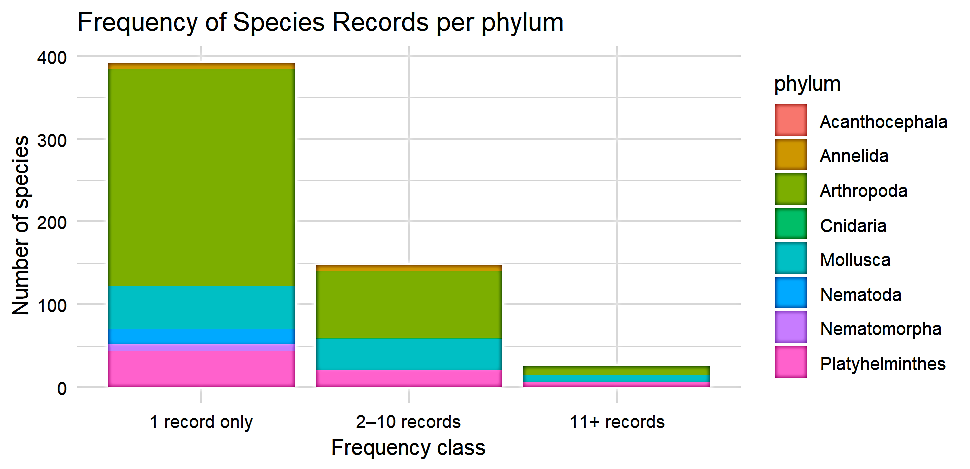 Frequency of Species Records per phylum
400
300
200
100
0
Number of species
1 record only
2–10 records
11+ records
Frequency class
phylum
Acanthocephala
Annelida
Arthropoda
Cnidaria
Mollusca
Nematoda
Nematomorpha
Platyhelminthes